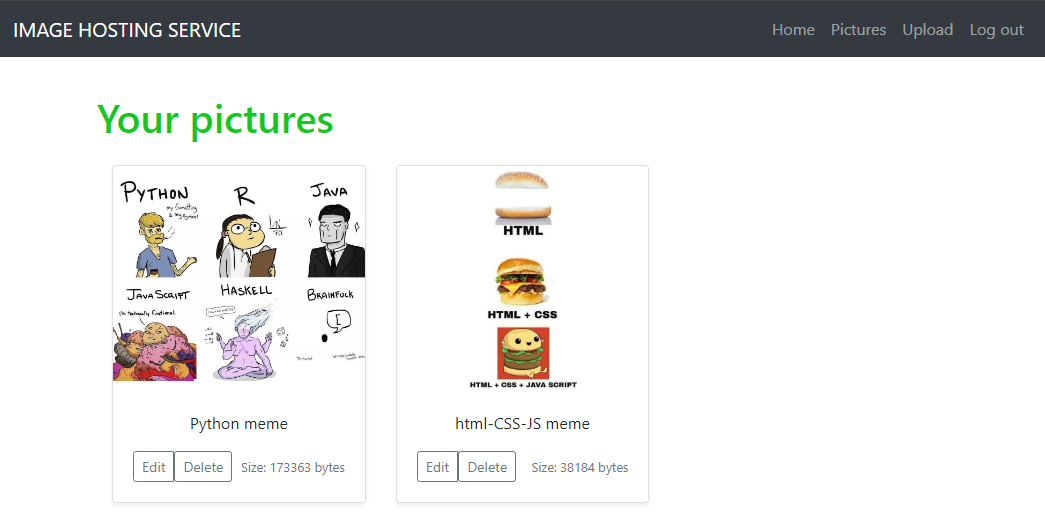 IMAGE HOSTING SERVICE
Home Pictures Upload Log out
Your pictures
PYTHON
my formatting
is my opinion!
R
JAVA
JAVASCRIPT
I'm technically functional.
HASKELL
BRAINFUCK
I
Python meme
Edit Delete Size: 173363 bytes
HTML
HTML + CSS
HTML + CSS + JAVA SCRIPT
html-CSS-JS meme
Edit Delete Size: 38184 bytes